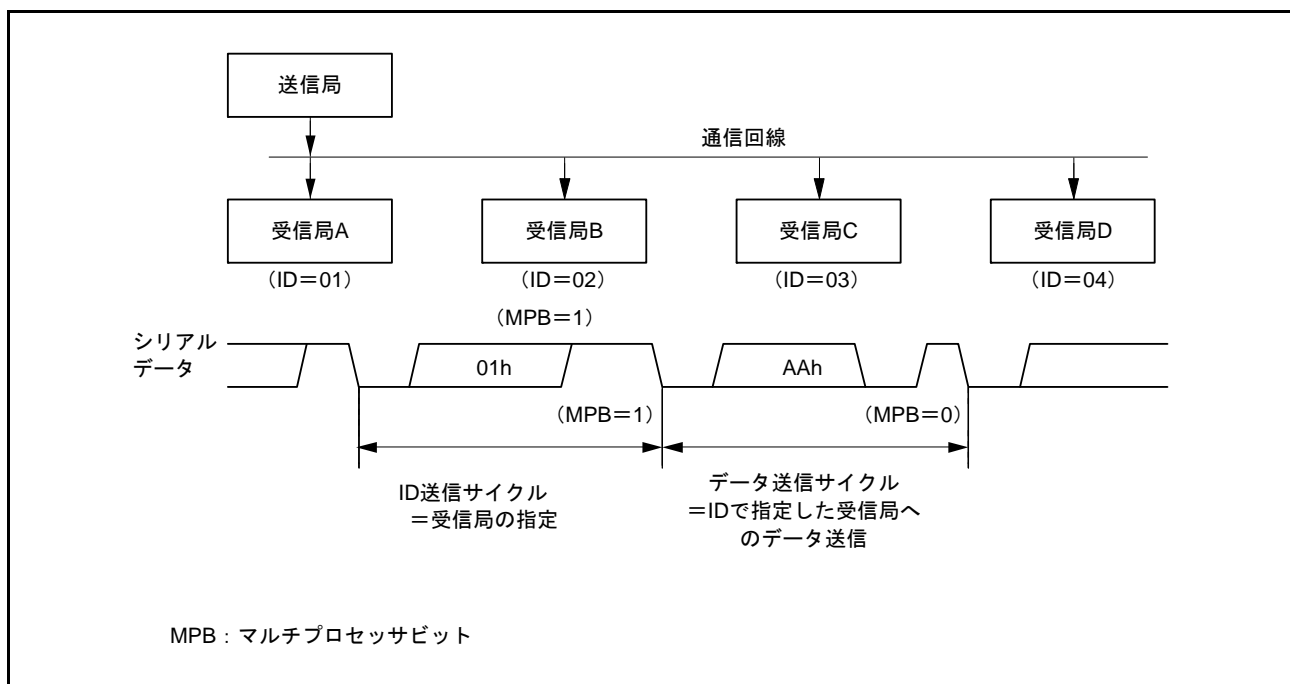 送信局
通信回線
受信局A
受信局B
受信局C
受信局D
（ID＝01）
（ID＝02）
（ID＝03）
（ID＝04）
（MPB＝1）
シリアル
データ
01h
AAh
（MPB＝1）
（MPB＝0）
ID送信サイクル
＝受信局の指定
データ送信サイクル
＝IDで指定した受信局へ
のデータ送信
MPB：マルチプロセッサビット